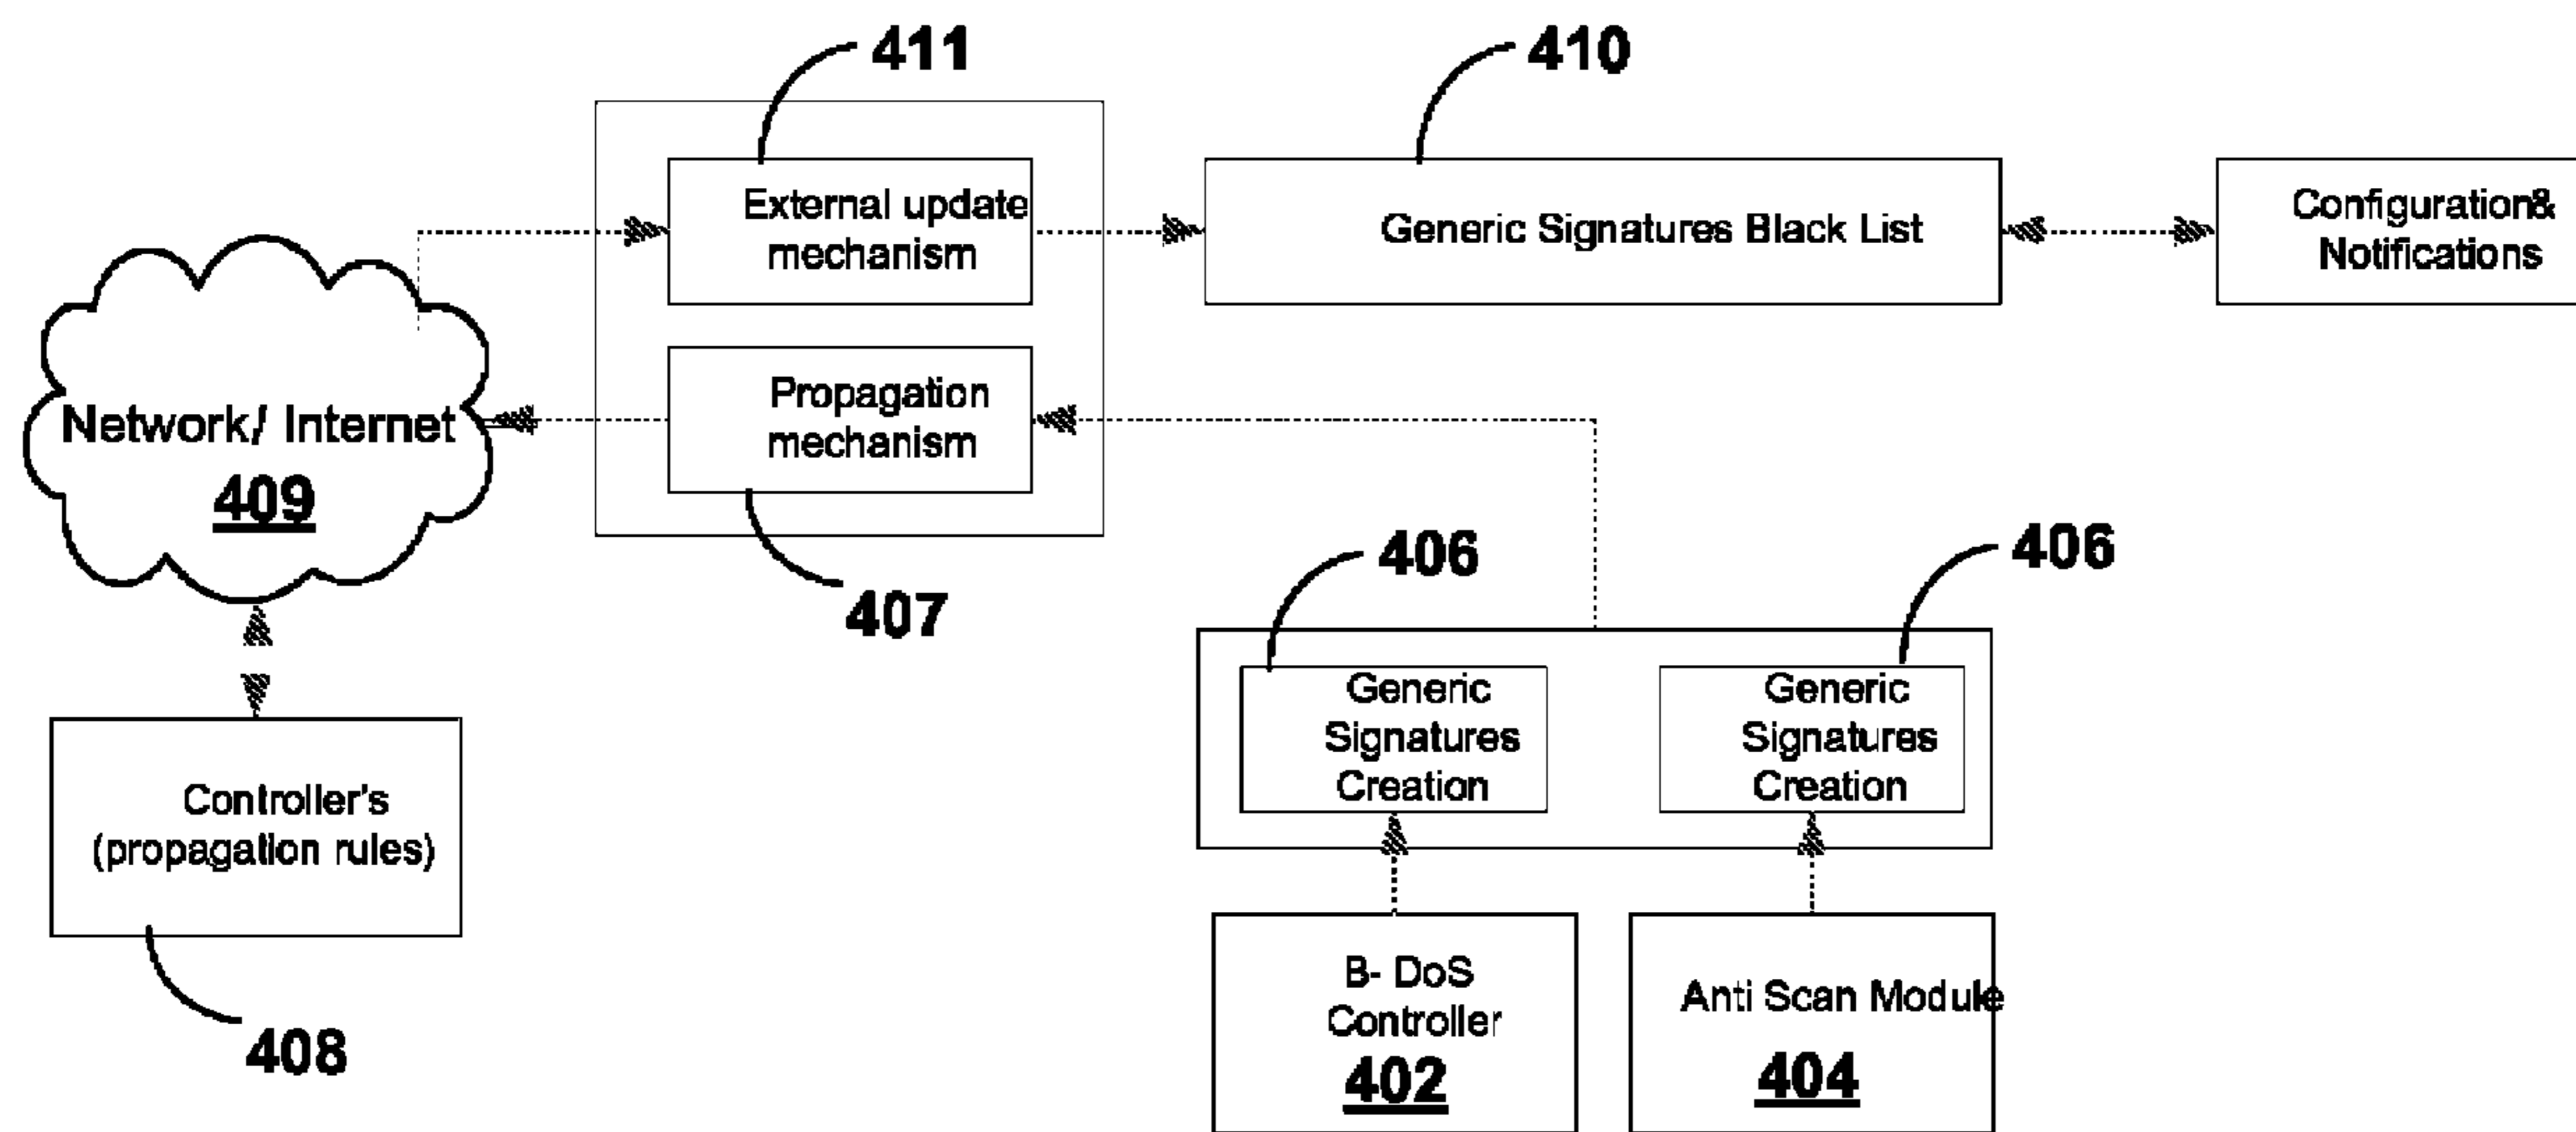 411
410
External update
mechanism
Generic Signatures Black List
Configuration&
Notifications
Propagation
mechanism
Network/ Internet
409
407
406
406
Generic
Signatures
Creation
Generic
Signatures
Creation
Controller's
(propagation rules)
408
B- DoS
Controller
402
Anti Scan Module
404